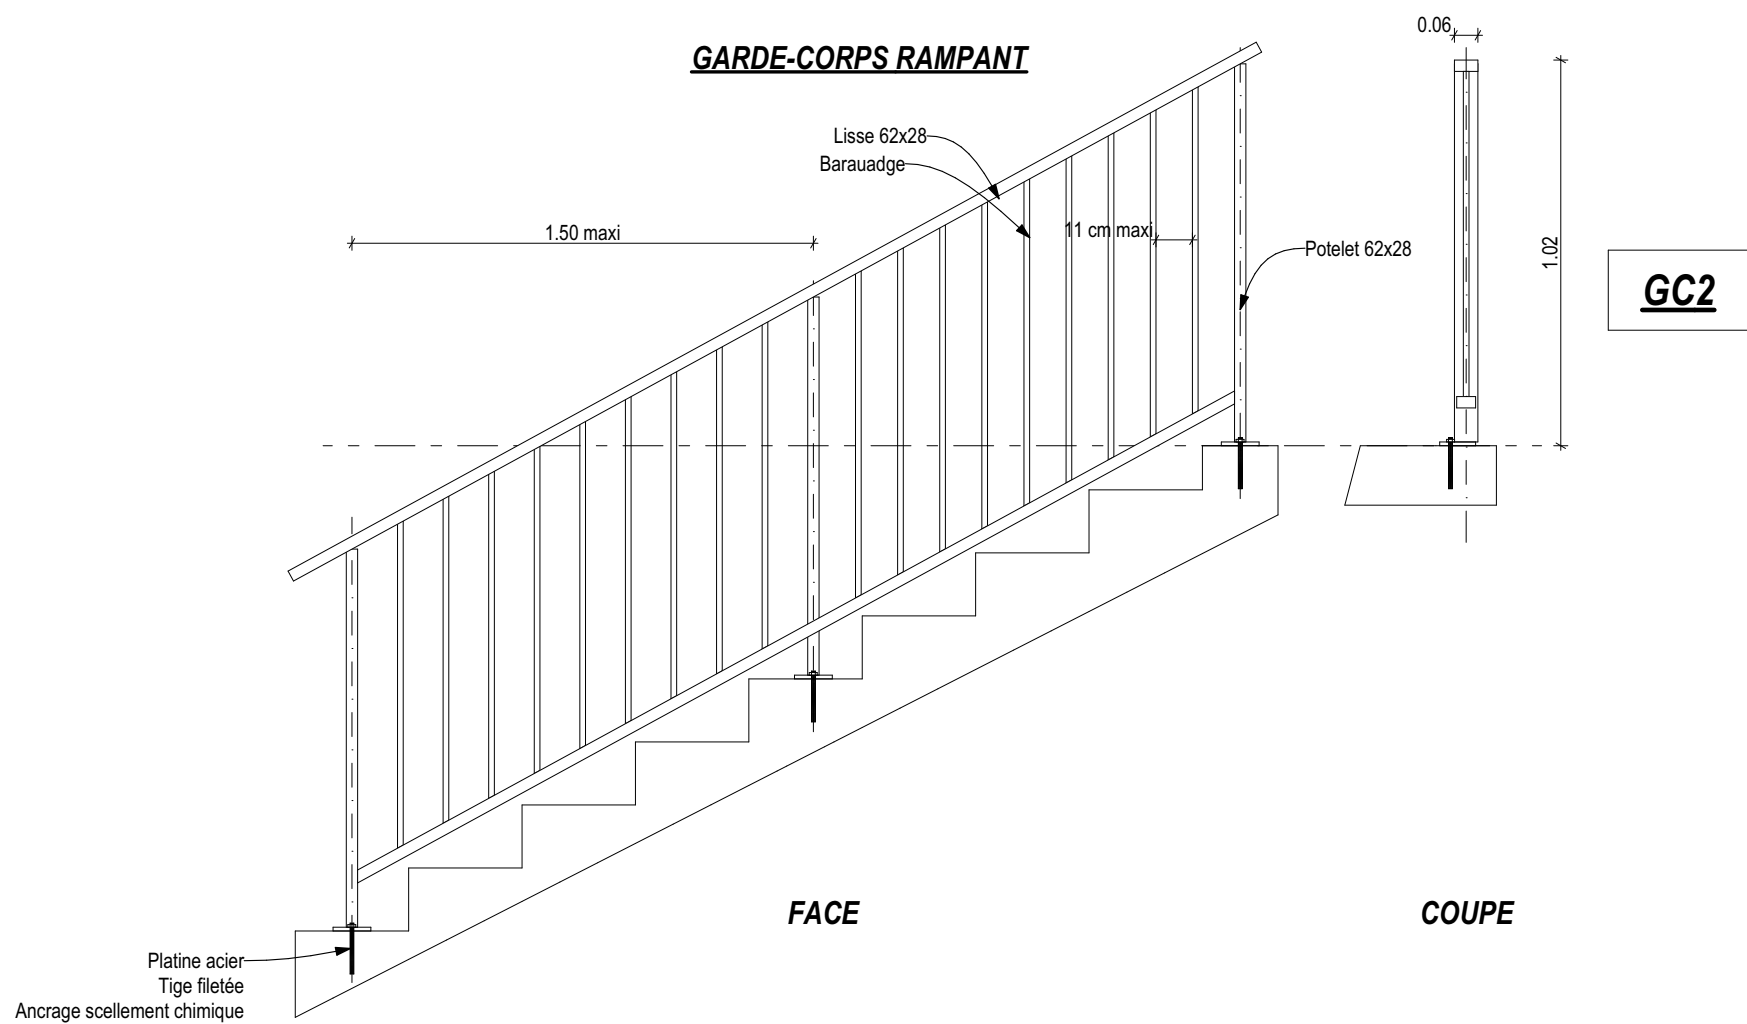 0.06
GARDE-CORPS RAMPANT
Lisse 62x28
Barauadge
1.50 maxi
11 cm maxi
Potelet 62x28
1.02
GC2
FACE
COUPE
Platine acier
Tige filetée
Ancrage scellement chimique